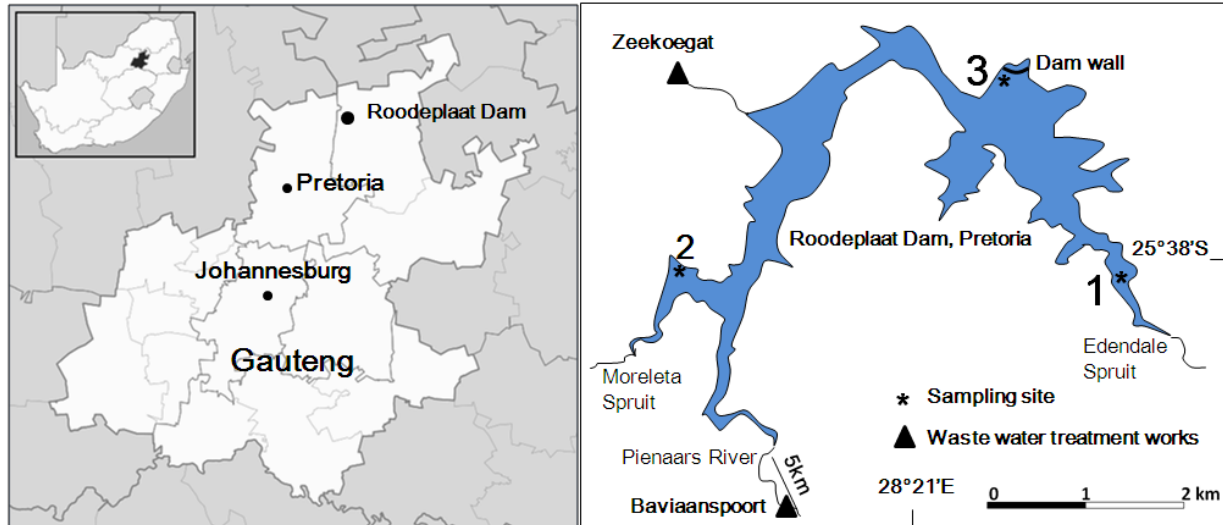 Roodeplaat Dam
Pretoria
Johannesburg
Gauteng
Zeekoegat
3
Dam wall
2
Roodeplaat Dam, Pretoria
25°38'S
1
Edendale
Spruit
Moreleta
Spruit
* Sampling site
Waste water treatment works
Pienaars River
5km
Baviaanspoort
28°21'E
0 1 2 km